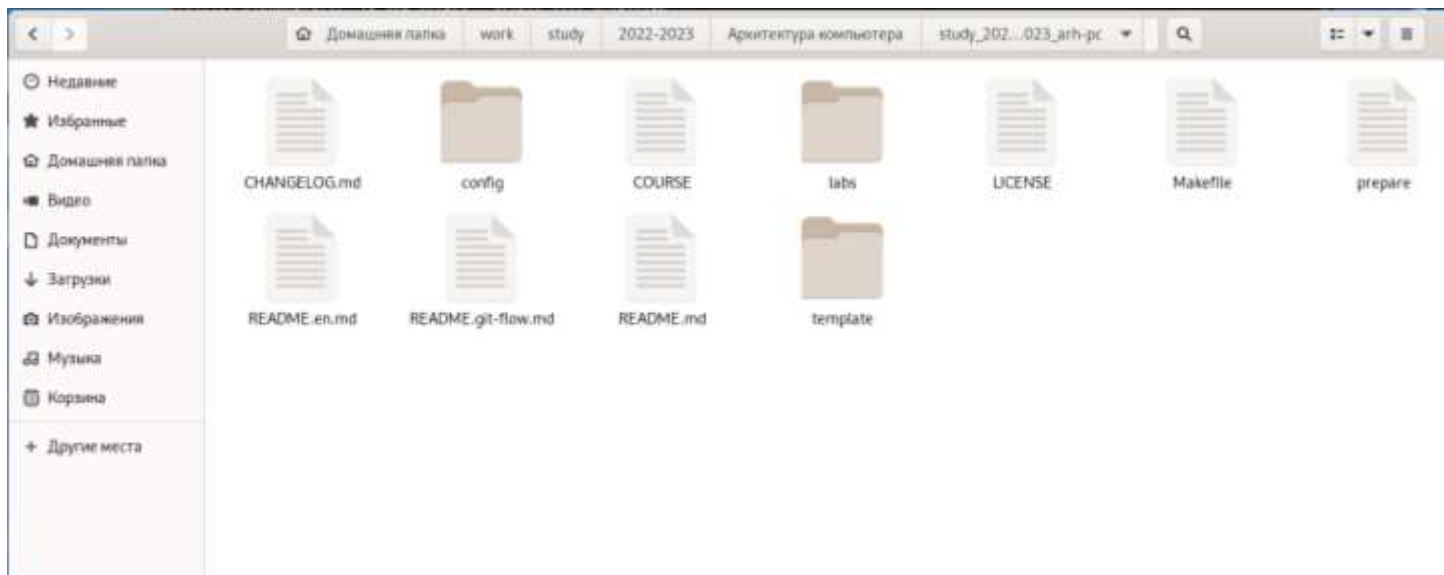 Домашняя папка work study 2022-2023 Архитектура компьютера study_202...023_arh-pc
Недавние
Избранные
Домашняя папка
Видео
Документы
Загрузки
Изображения
Музыка
Корзина
+ Другие места
CHANGELOG.md config COURSE labs LICENSE Makefile prepare
README.en.md README.git-flow.md README.md template